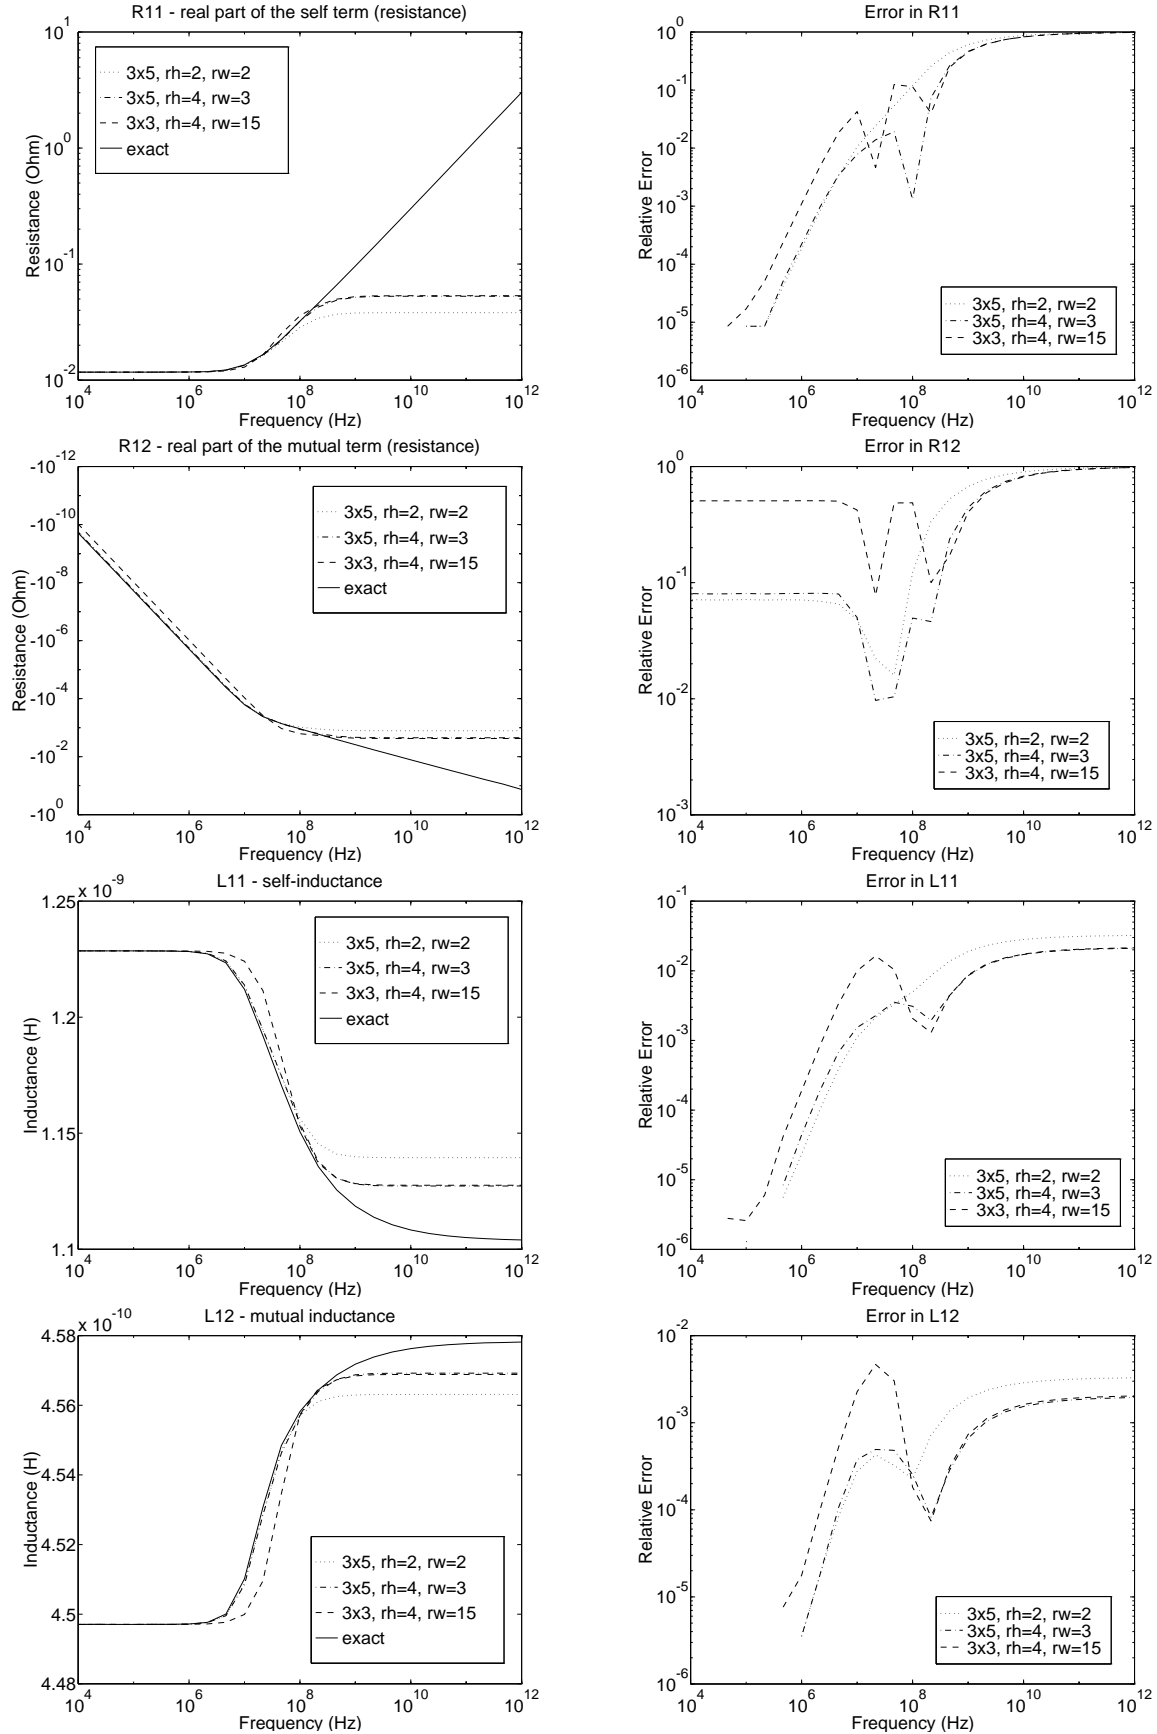 R11 - real part of the self term (resistance)
10^1
10^0
10^-1
10^-2
Resistance (Ohm)
3x5, rh=2, rw=2
3x5, rh=4, rw=3
3x3, rh=4, rw=15
exact
10^4 10^6 10^8 10^10 10^12
Frequency (Hz)
Error in R11
10^0
10^-1
10^-2
10^-3
10^-4
10^-5
10^-6
Relative Error
3x5, rh=2, rw=2
3x5, rh=4, rw=3
3x3, rh=4, rw=15
10^4 10^6 10^8 10^10 10^12
Frequency (Hz)
R12 - real part of the mutual term (resistance)
-10^-12
-10^-10
-10^-8
-10^-6
-10^-4
-10^-2
-10^0
Resistance (Ohm)
3x5, rh=2, rw=2
3x5, rh=4, rw=3
3x3, rh=4, rw=15
exact
10^4 10^6 10^8 10^10 10^12
Frequency (Hz)
Error in R12
10^0
10^-1
10^-2
10^-3
Relative Error
3x5, rh=2, rw=2
3x5, rh=4, rw=3
3x3, rh=4, rw=15
10^4 10^6 10^8 10^10 10^12
Frequency (Hz)
L11 - self-inductance
x 10^-9
1.25
1.2
1.15
1.1
Inductance (H)
3x5, rh=2, rw=2
3x5, rh=4, rw=3
3x3, rh=4, rw=15
exact
10^4 10^6 10^8 10^10 10^12
Frequency (Hz)
Error in L11
10^-1
10^-2
10^-3
10^-4
10^-5
10^-6
Relative Error
3x5, rh=2, rw=2
3x5, rh=4, rw=3
3x3, rh=4, rw=15
10^4 10^6 10^8 10^10 10^12
Frequency (Hz)
L12 - mutual inductance
x 10^-10
4.58
4.56
4.54
4.52
4.5
4.48
Inductance (H)
3x5, rh=2, rw=2
3x5, rh=4, rw=3
3x3, rh=4, rw=15
exact
10^4 10^6 10^8 10^10 10^12
Frequency (Hz)
Error in L12
10^-2
10^-3
10^-4
10^-5
10^-6
Relative Error
3x5, rh=2, rw=2
3x5, rh=4, rw=3
3x3, rh=4, rw=15
10^4 10^6 10^8 10^10 10^12
Frequency (Hz)